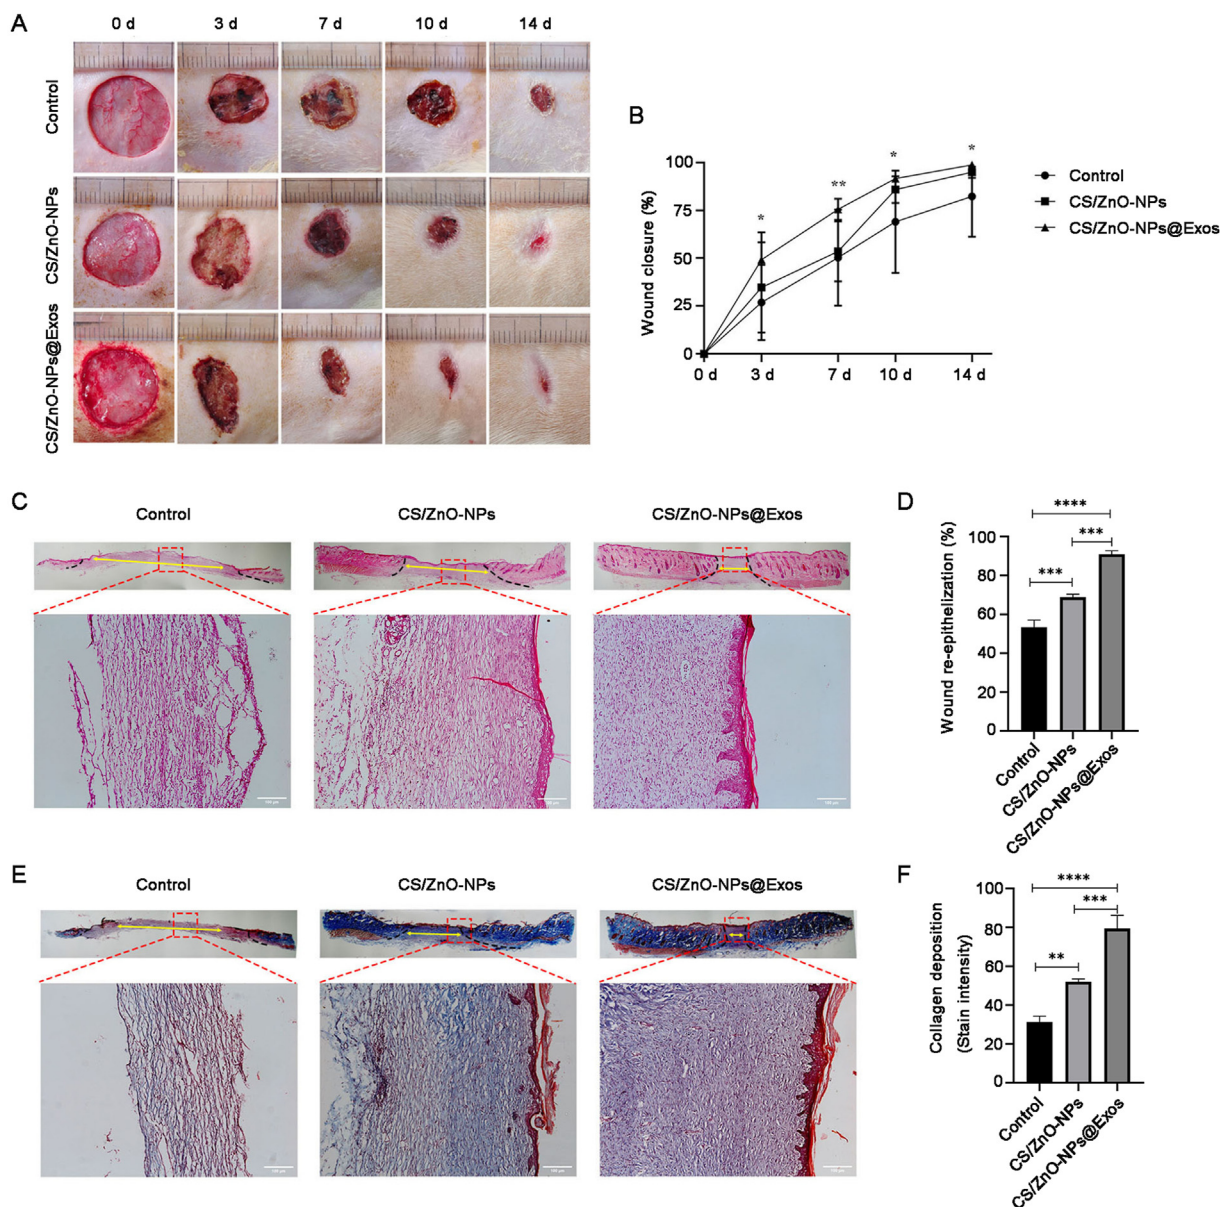 A
0 d 3 d 7 d 10 d 14 d
Control
CS/ZnO-NPs
CS/ZnO-NPs@Exos
B
Wound closure (%)
100
75
50
25
0
0 d 3 d 7 d 10 d 14 d
* ** * *
Control
CS/ZnO-NPs
CS/ZnO-NPs@Exos
C
Control CS/ZnO-NPs CS/ZnO-NPs@Exos
D
Wound re-epithelization (%)
100
80
60
40
20
0
****
***
***
Control
CS/ZnO-NPs
CS/ZnO-NPs@Exos
E
Control CS/ZnO-NPs CS/ZnO-NPs@Exos
F
Collagen deposition
(Stain intensity)
100
80
60
40
20
0
****
***
**
Control
CS/ZnO-NPs
CS/ZnO-NPs@Exos